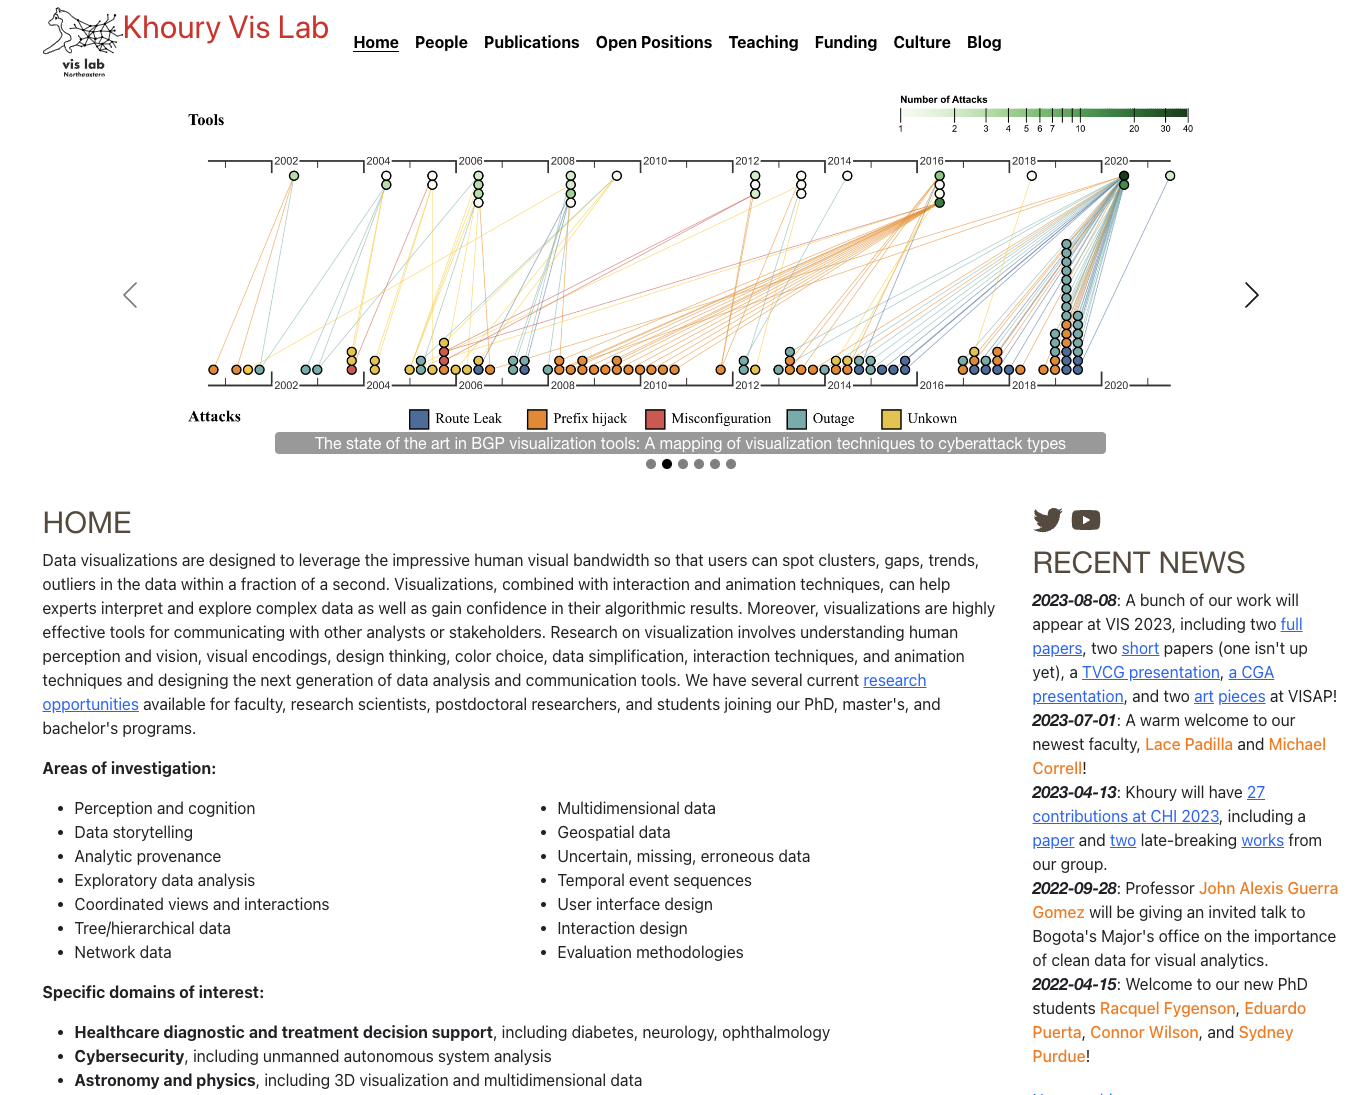 Khoury Vis Lab
vis lab
Northeastern
Home People Publications Open Positions Teaching Funding Culture Blog
Number of Attacks
1 2 3 4 5 6 7 10 20 30 40
Tools
2002 2004 2006 2008 2010 2012 2014 2016 2018 2020
2002 2004 2006 2008 2010 2012 2014 2016 2018 2020
Attacks
Route Leak Prefix hijack Misconfiguration Outage Unkown
The state of the art in BGP visualization tools: A mapping of visualization techniques to cyberattack types
HOME
Data visualizations are designed to leverage the impressive human visual bandwidth so that users can spot clusters, gaps, trends,
outliers in the data within a fraction of a second. Visualizations, combined with interaction and animation techniques, can help
experts interpret and explore complex data as well as gain confidence in their algorithmic results. Moreover, visualizations are highly
effective tools for communicating with other analysts or stakeholders. Research on visualization involves understanding human
perception and vision, visual encodings, design thinking, color choice, data simplification, interaction techniques, and animation
techniques and designing the next generation of data analysis and communication tools. We have several current research
opportunities available for faculty, research scientists, postdoctoral researchers, and students joining our PhD, master's, and
bachelor's programs.
Areas of investigation:
• Perception and cognition
• Data storytelling
• Analytic provenance
• Exploratory data analysis
• Coordinated views and interactions
• Tree/hierarchical data
• Network data
• Multidimensional data
• Geospatial data
• Uncertain, missing, erroneous data
• Temporal event sequences
• User interface design
• Interaction design
• Evaluation methodologies
Specific domains of interest:
• Healthcare diagnostic and treatment decision support, including diabetes, neurology, ophthalmology
• Cybersecurity, including unmanned autonomous system analysis
• Astronomy and physics, including 3D visualization and multidimensional data
RECENT NEWS
2023-08-08: A bunch of our work will
appear at VIS 2023, including two full
papers, two short papers (one isn't up
yet), a TVCG presentation, a CGA
presentation, and two art pieces at VISAP!
2023-07-01: A warm welcome to our
newest faculty, Lace Padilla and Michael
Correll!
2023-04-13: Khoury will have 27
contributions at CHI 2023, including a
paper and two late-breaking works from
our group.
2022-09-28: Professor John Alexis Guerra
Gomez will be giving an invited talk to
Bogota's Major's office on the importance
of clean data for visual analytics.
2022-04-15: Welcome to our new PhD
students Racquel Fygenson, Eduardo
Puerta, Connor Wilson, and Sydney
Purdue!